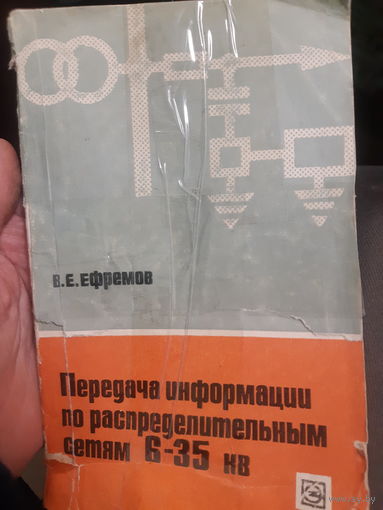 В.Е.Ефремов
Передача информации
по распределительным
сетям 6-35 кв